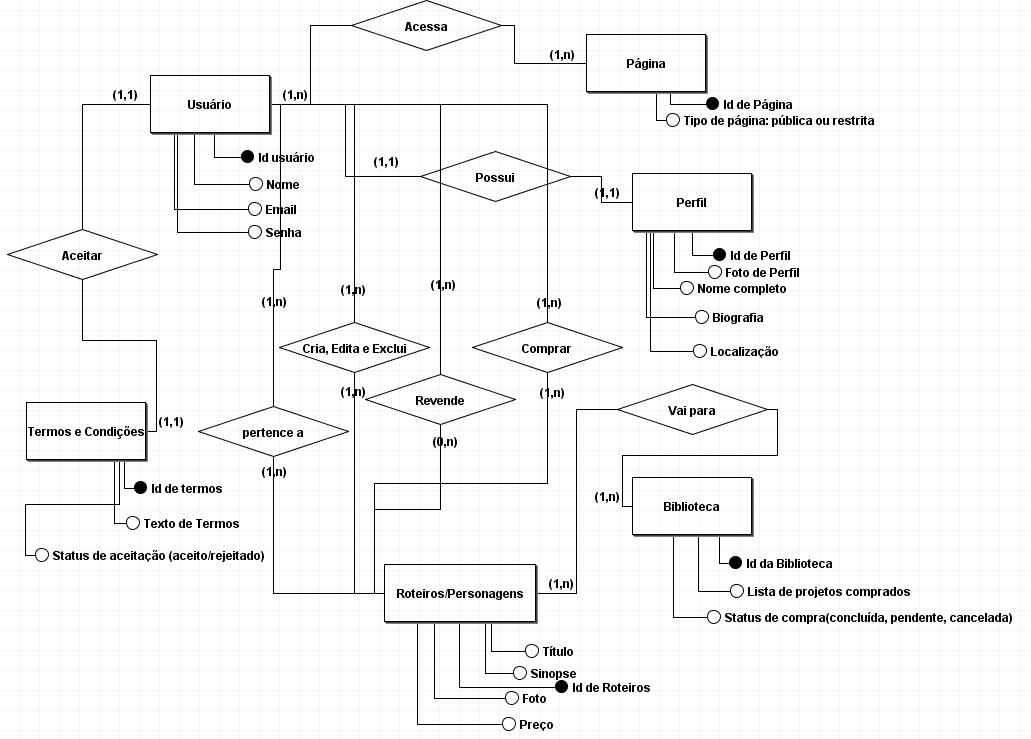 Acessa
(1,n)
Página
Id de Página
Tipo de página: pública ou restrita
(1,1)
Usuário
(1,n)
Id usuário
Nome
Email
Senha
(1,1)
Possui
(1,1)
Perfil
Id de Perfil
Foto de Perfil
Nome completo
Biografia
Localização
Aceitar
(1,n)
(1,n)
(1,n)
(1,n)
Cria, Edita e Exclui
Comprar
(1,n)
(1,n)
Revende
Vai para
(1,1)
Termos e Condições
pertence a
(0,n)
(1,n)
Id de termos
Texto de Termos
Status de aceitação (aceito/rejeitado)
(1,n)
Biblioteca
Id da Biblioteca
Lista de projetos comprados
Status de compra(concluída, pendente, cancelada)
Roteiros/Personagens
(1,n)
Título
Sinopse
Id de Roteiros
Foto
Preço